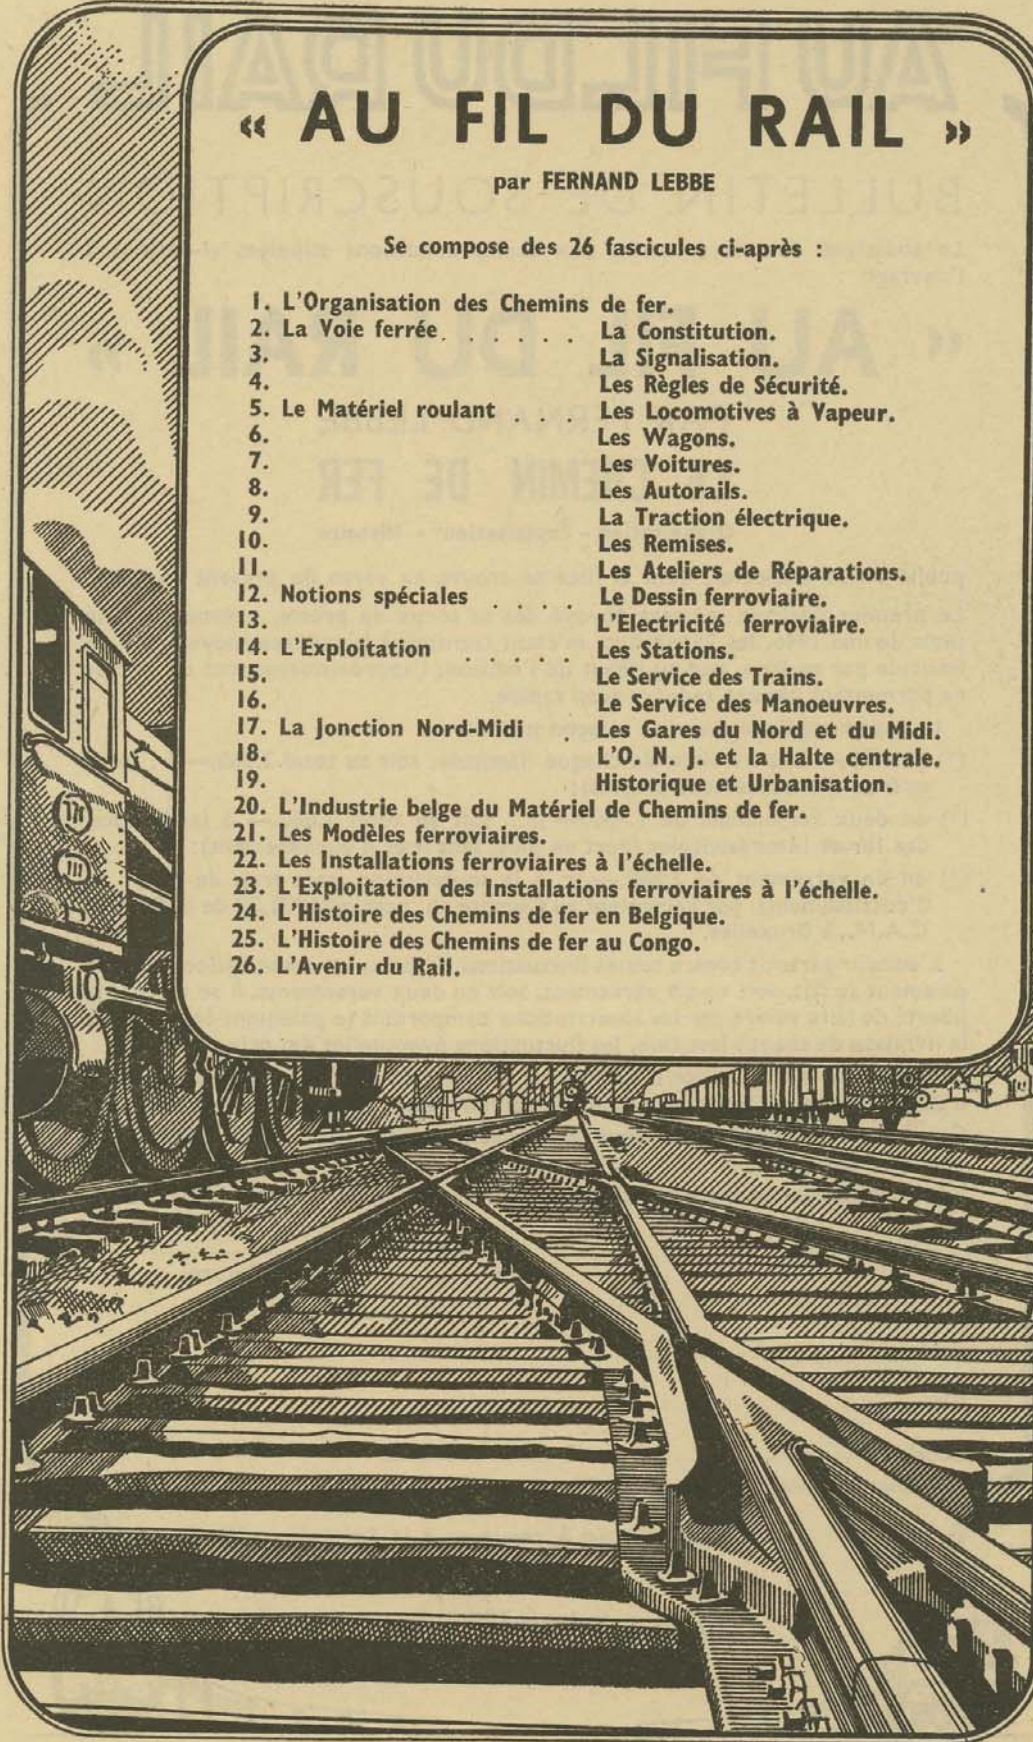 « AU FIL DU RAIL »
par FERNAND LEBBE
Se compose des 26 fascicules ci-après :
1. L'Organisation des Chemins de fer.
2. La Voie ferrée . . . . . . La Constitution.
3. La Signalisation.
4. Les Règles de Sécurité.
5. Le Matériel roulant . . . Les Locomotives à Vapeur.
6. Les Wagons.
7. Les Voitures.
8. Les Autorails.
9. La Traction électrique.
10. Les Remises.
11. Les Ateliers de Réparations.
12. Notions spéciales . . . . . Le Dessin ferroviaire.
13. L'Electricité ferroviaire.
14. L'Exploitation . . . . . . Les Stations.
15. Le Service des Trains.
16. Le Service des Manoeuvres.
17. La Jonction Nord-Midi . Les Gares du Nord et du Midi.
18. L'O. N. J. et la Halte centrale.
19. Historique et Urbanisation.
20. L'Industrie belge du Matériel de Chemins de fer.
21. Les Modèles ferroviaires.
22. Les Installations ferroviaires à l'échelle.
23. L'Exploitation des Installations ferroviaires à l'échelle.
24. L'Histoire des Chemins de fer en Belgique.
25. L'Histoire des Chemins de fer au Congo.
26. L'Avenir du Rail.
10